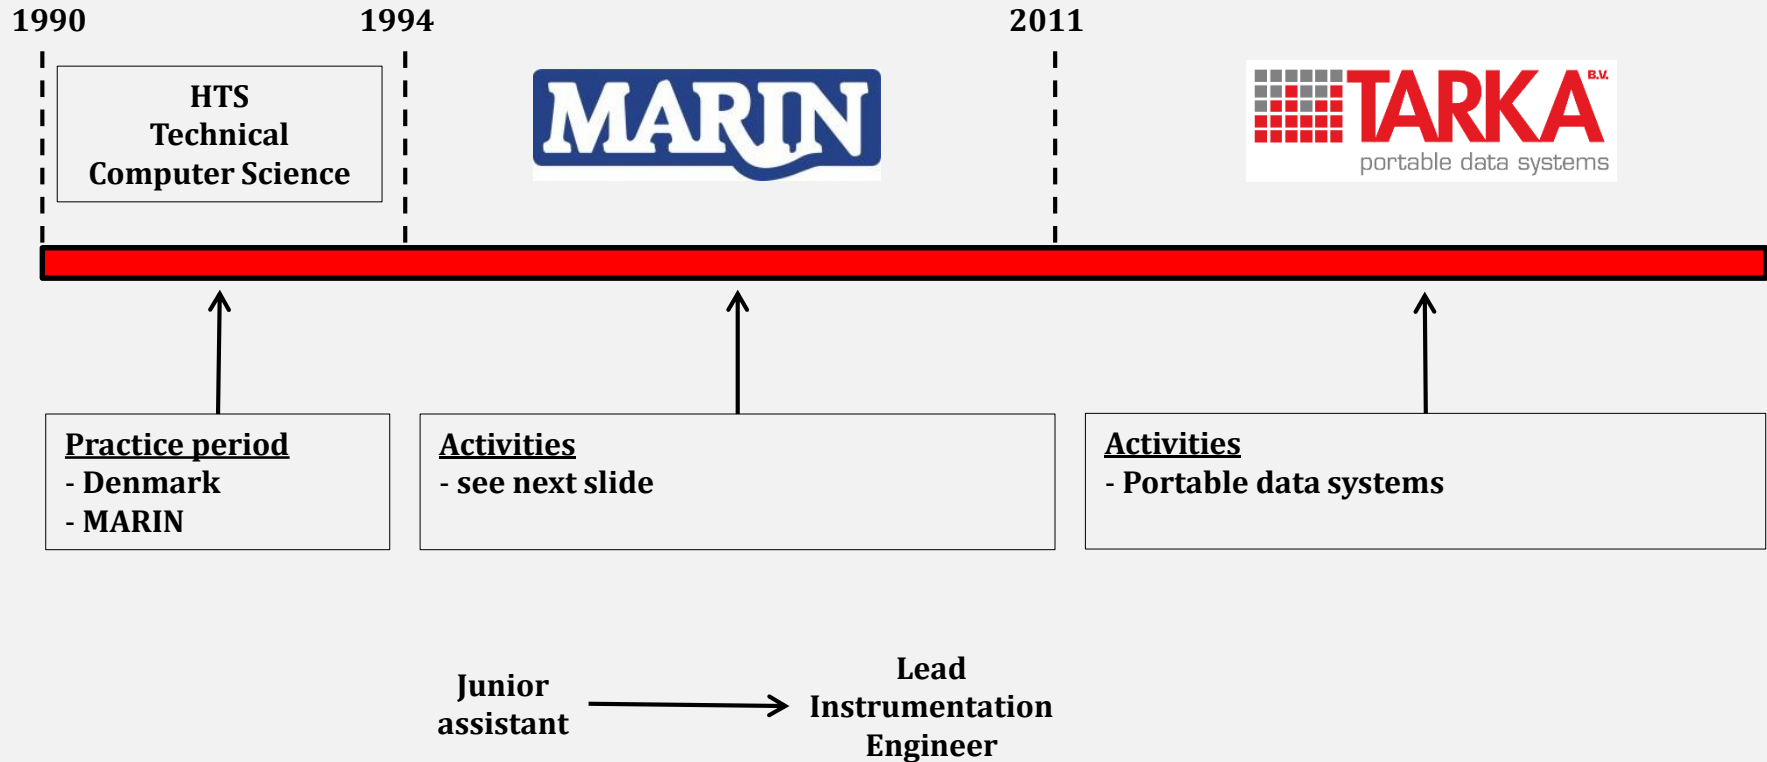 1990
1994
2011
HTS
Technical
Computer Science
MARIN
TARKA B.V.
portable data systems
Practice period
- Denmark
- MARIN
Activities
- see next slide
Activities
- Portable data systems
Junior
assistant
Lead
Instrumentation
Engineer